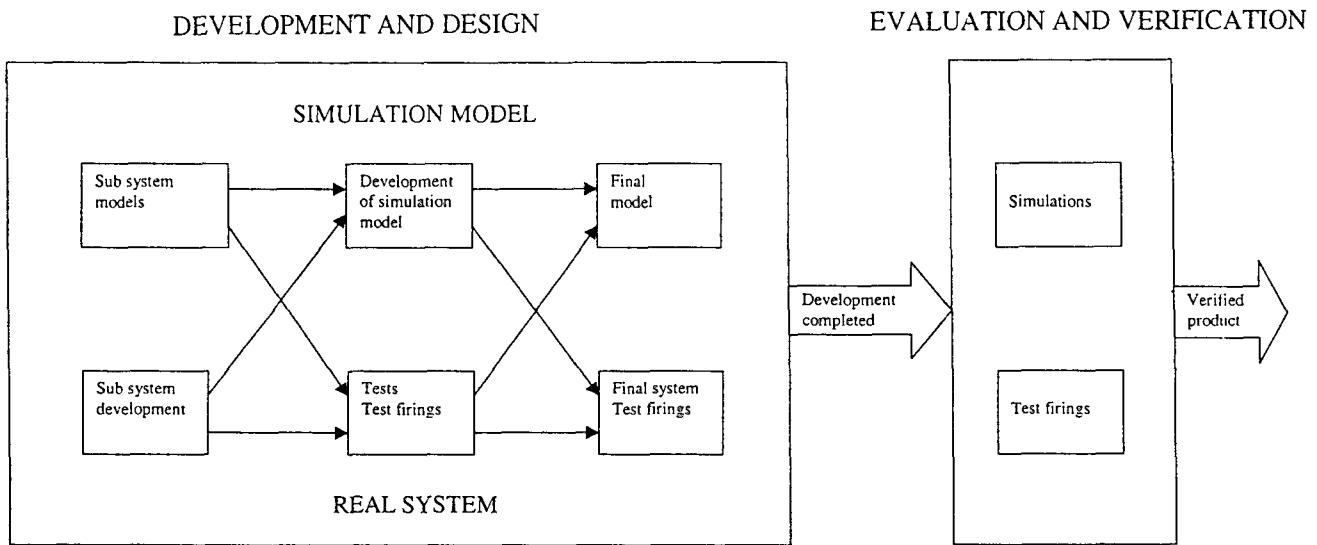 DEVELOPMENT AND DESIGN
EVALUATION AND VERIFICATION
SIMULATION MODEL
Sub system
models
Development
of simulation
model
Final
model
Simulations
Development
completed
Verified
product
Sub system
development
Tests
Test firings
Final system
Test firings
Test firings
REAL SYSTEM